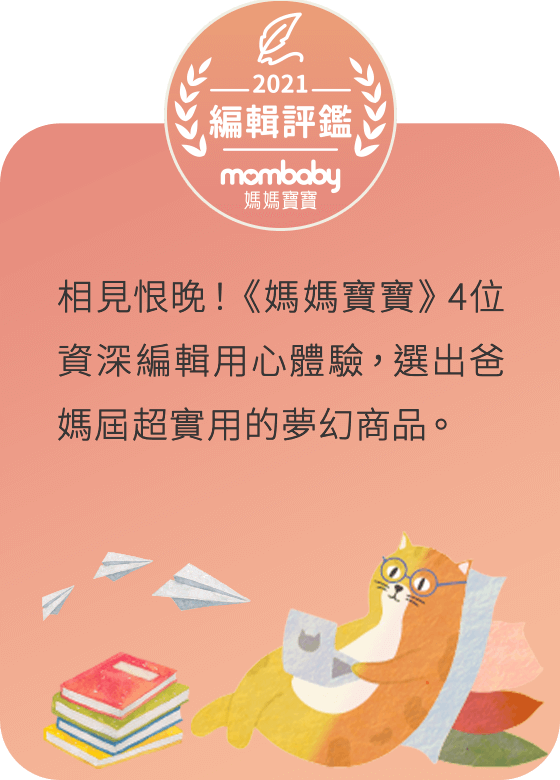 2021
編輯評鑑
mombaby
媽媽寶寶
相見恨晚！《媽媽寶寶》4位
資深編輯用心體驗，選出爸
媽屆超實用的夢幻商品。